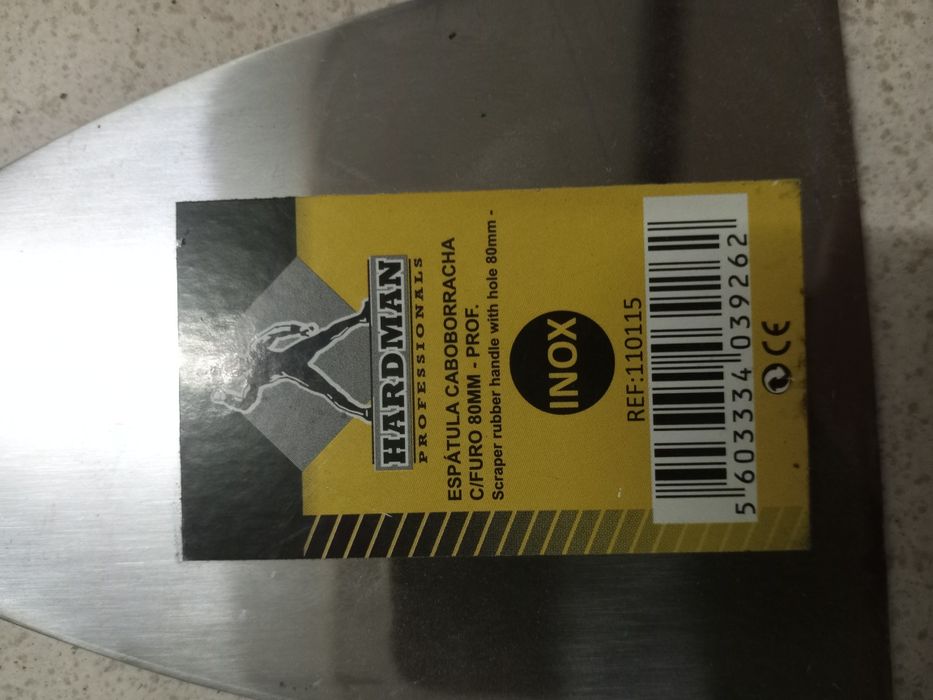 HARDMAN
PROFESSIONALS
ESPÁTULA CABOBORRACHA
C/FURO 80MM - PROF.
Scraper rubber handle with hole 80mm -
INOX
REF:110115
5 603334 039262
CE